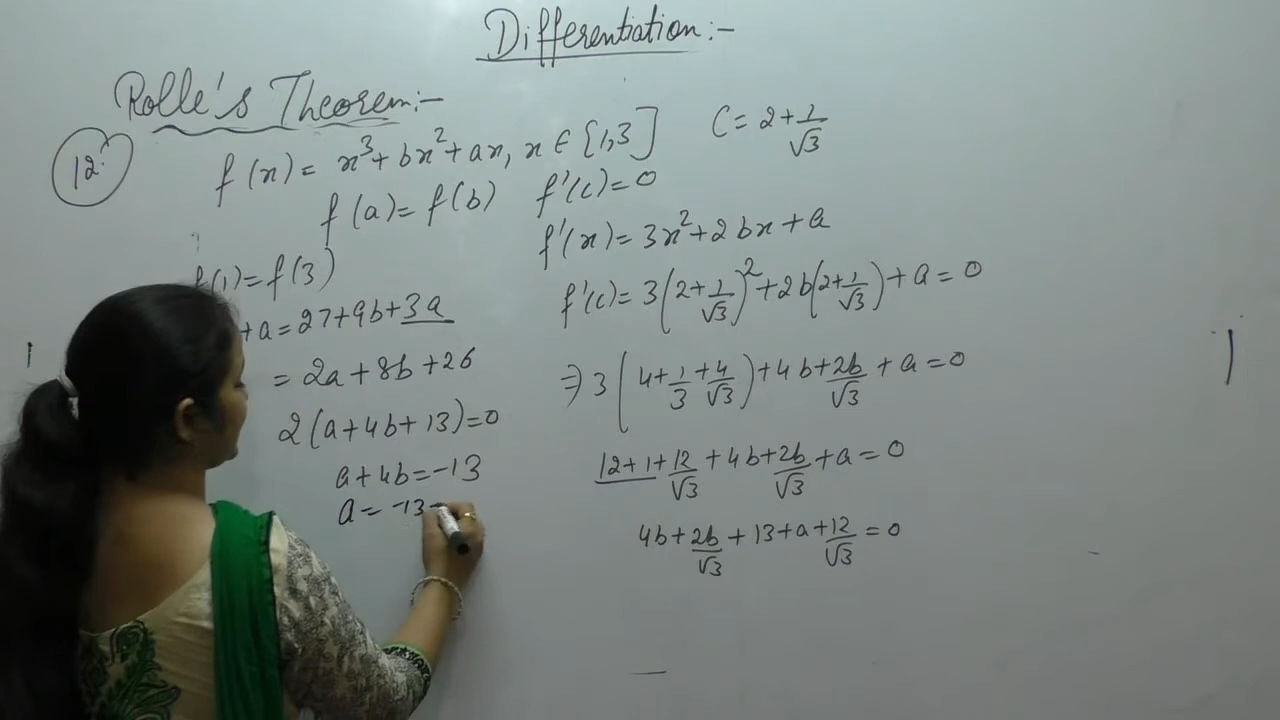 Differentiation:-
Rolle's Theorem:-
12.
f(x) = x³+bx²+ax, x ∈ [1,3]
C = 2+1/√3
f(a) = f(b)
f(1) = f(3)
+a = 27+9b+3a
= 2a+8b+26
2(a+4b+13)=0
a+4b=-13
a = -13-
f'(c)=0
f'(x) = 3x²+2bx+a
f'(c) = 3(2+1/√3)²+2b(2+1/√3)+a=0
⇒ 3(4+1/3+4/√3)+4b+2b/√3+a=0
12+1+12/√3+4b+2b/√3+a=0
4b+2b/√3+13+a+12/√3=0